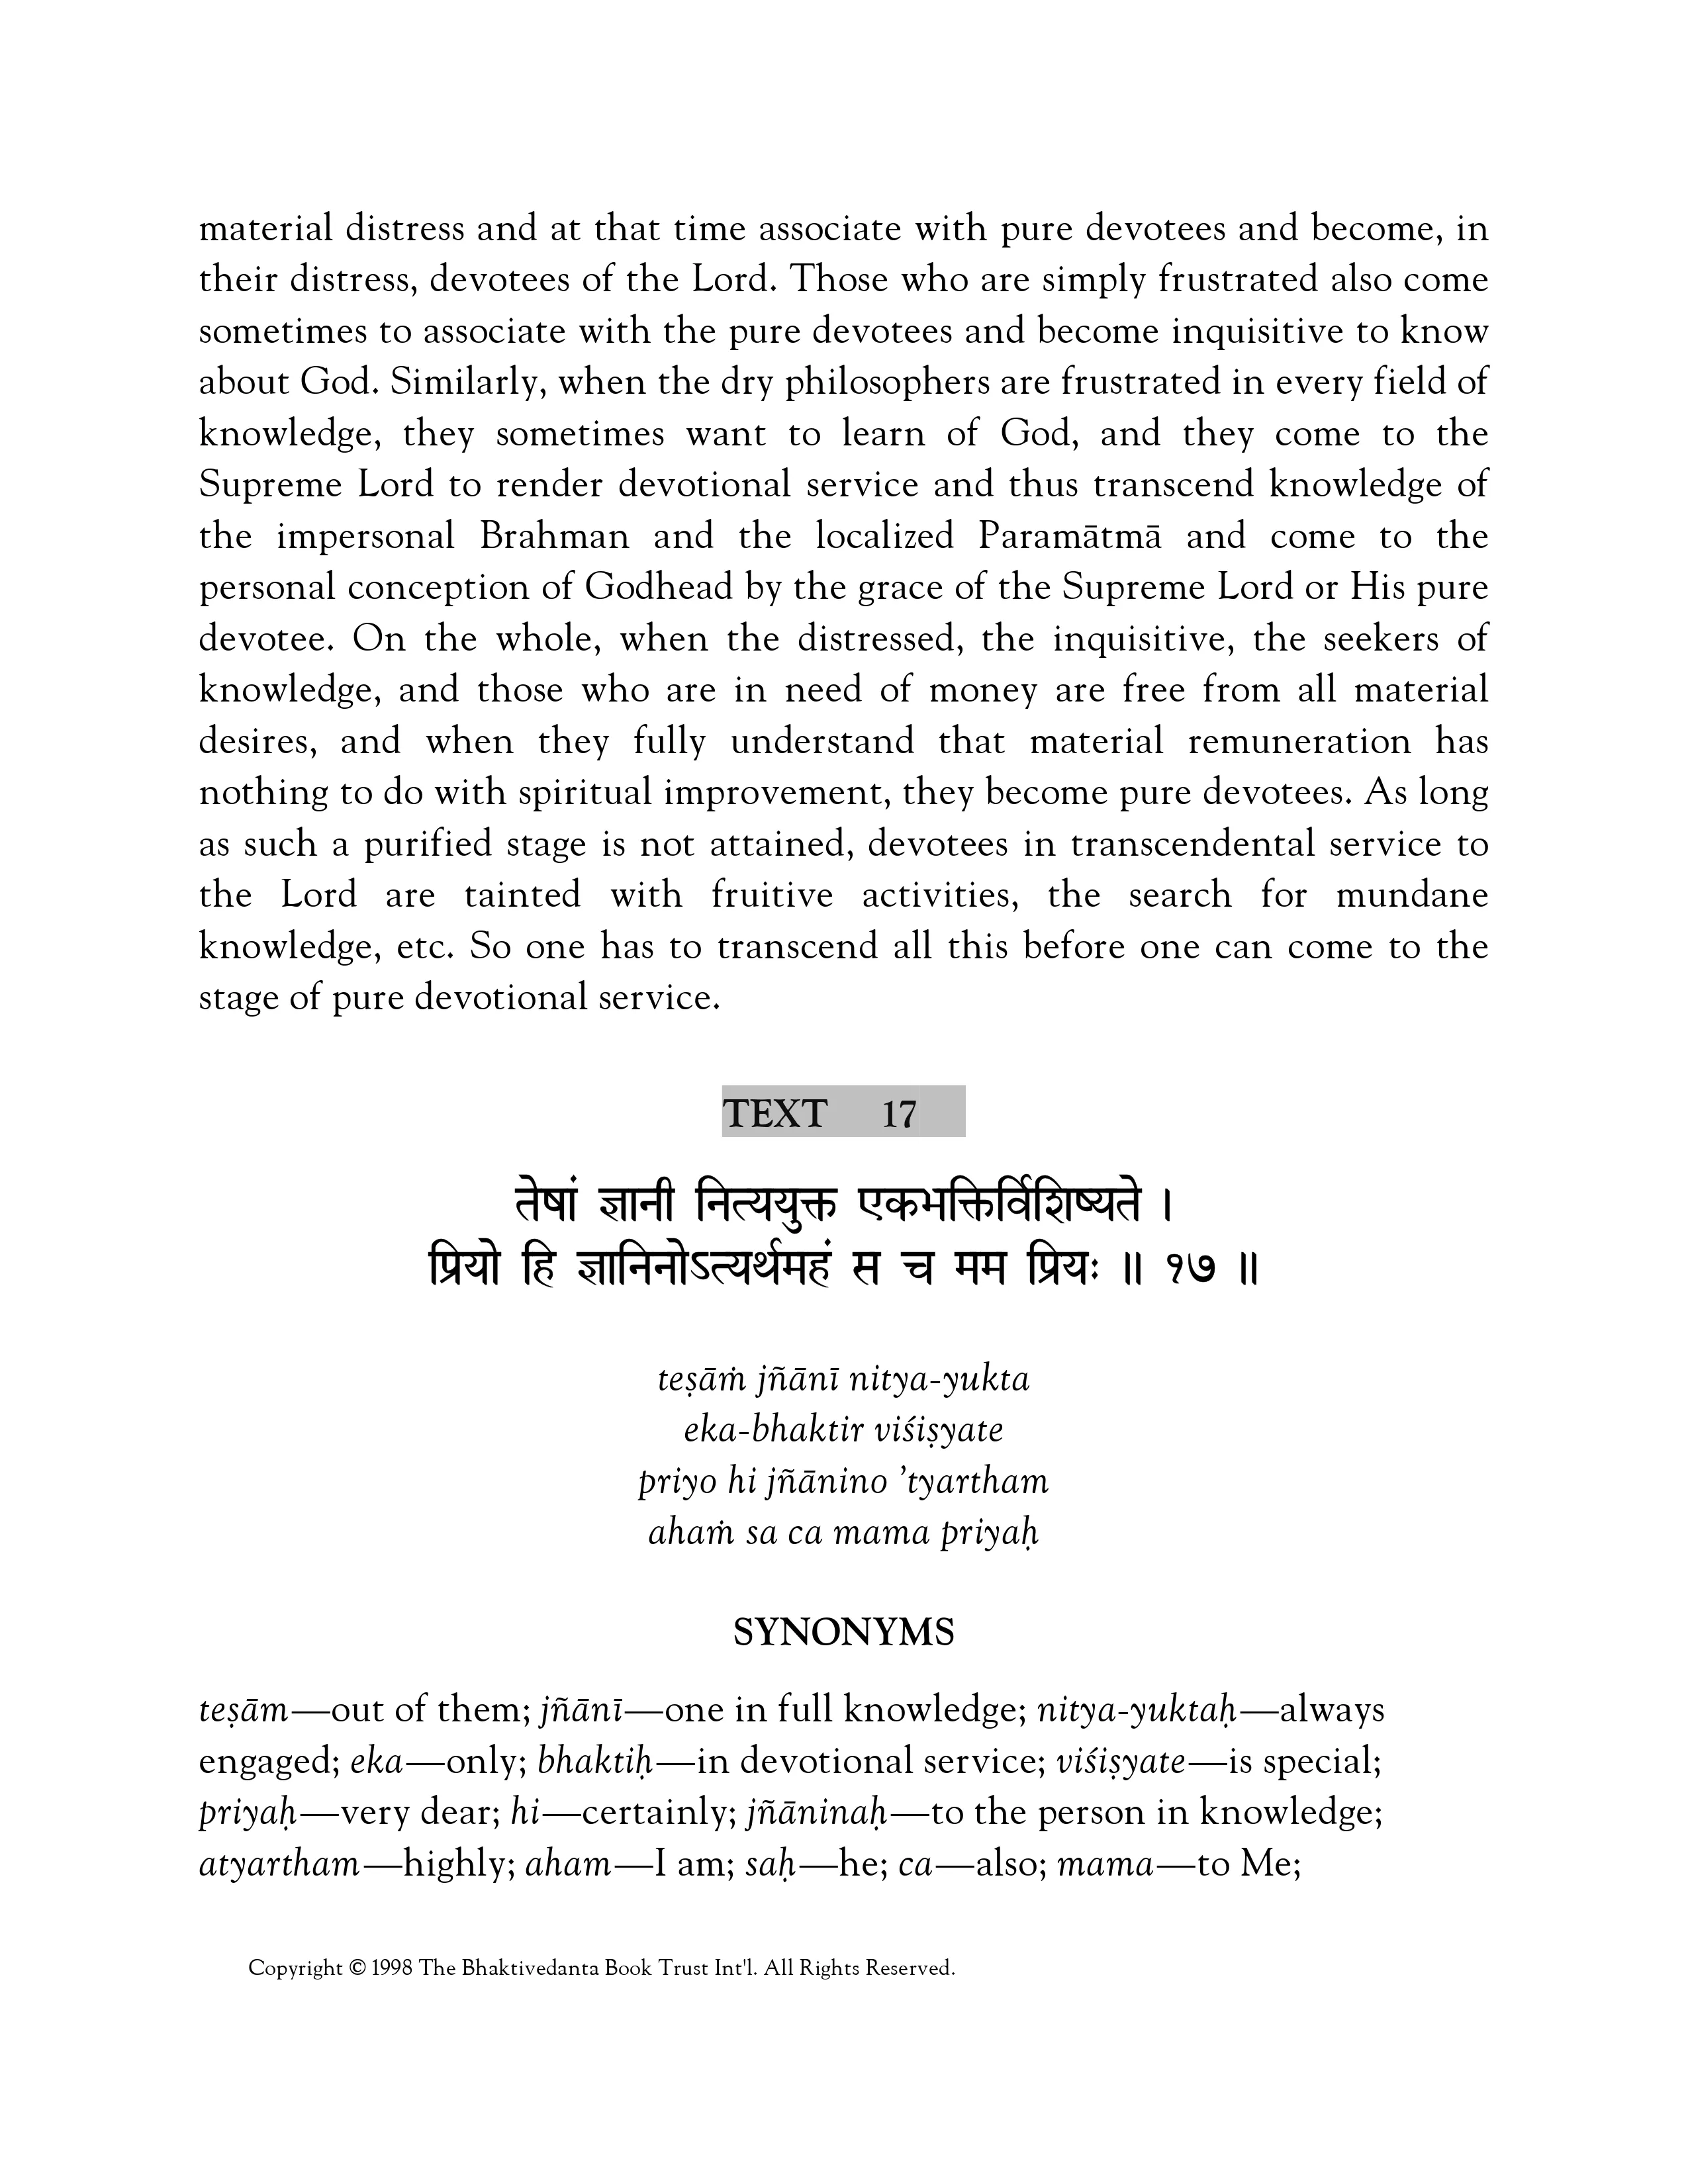 material distress and at that time associate with pure devotees and become, in
their distress, devotees of the Lord. Those who are simply frustrated also come
sometimes to associate with the pure devotees and become inquisitive to know
about God. Similarly, when the dry philosophers are frustrated in every field of
knowledge, they sometimes want to learn of God, and they come to the
Supreme Lord to render devotional service and thus transcend knowledge of
the impersonal Brahman and the localized Paramātmā and come to the
personal conception of Godhead by the grace of the Supreme Lord or His pure
devotee. On the whole, when the distressed, the inquisitive, the seekers of
knowledge, and those who are in need of money are free from all material
desires, and when they fully understand that material remuneration has
nothing to do with spiritual improvement, they become pure devotees. As long
as such a purified stage is not attained, devotees in transcendental service to
the Lord are tainted with fruitive activities, the search for mundane
knowledge, etc. So one has to transcend all this before one can come to the
stage of pure devotional service.
TEXT 17
तेषां ज्ञानी नित्ययुक्त एकभक्तिर्विशिष्यते ।
प्रियो हि ज्ञानिनोऽत्यर्थमहं स च मम प्रियः ॥ १७ ॥
teṣāṁ jñānī nitya-yukta
eka-bhaktir viśiṣyate
priyo hi jñānino ’tyartham
ahaṁ sa ca mama priyaḥ
SYNONYMS
teṣām—out of them; jñānī—one in full knowledge; nitya-yuktaḥ—always
engaged; eka—only; bhaktiḥ—in devotional service; viśiṣyate—is special;
priyaḥ—very dear; hi—certainly; jñāninaḥ—to the person in knowledge;
atyartham—highly; aham—I am; saḥ—he; ca—also; mama—to Me;
Copyright © 1998 The Bhaktivedanta Book Trust Int'l. All Rights Reserved.